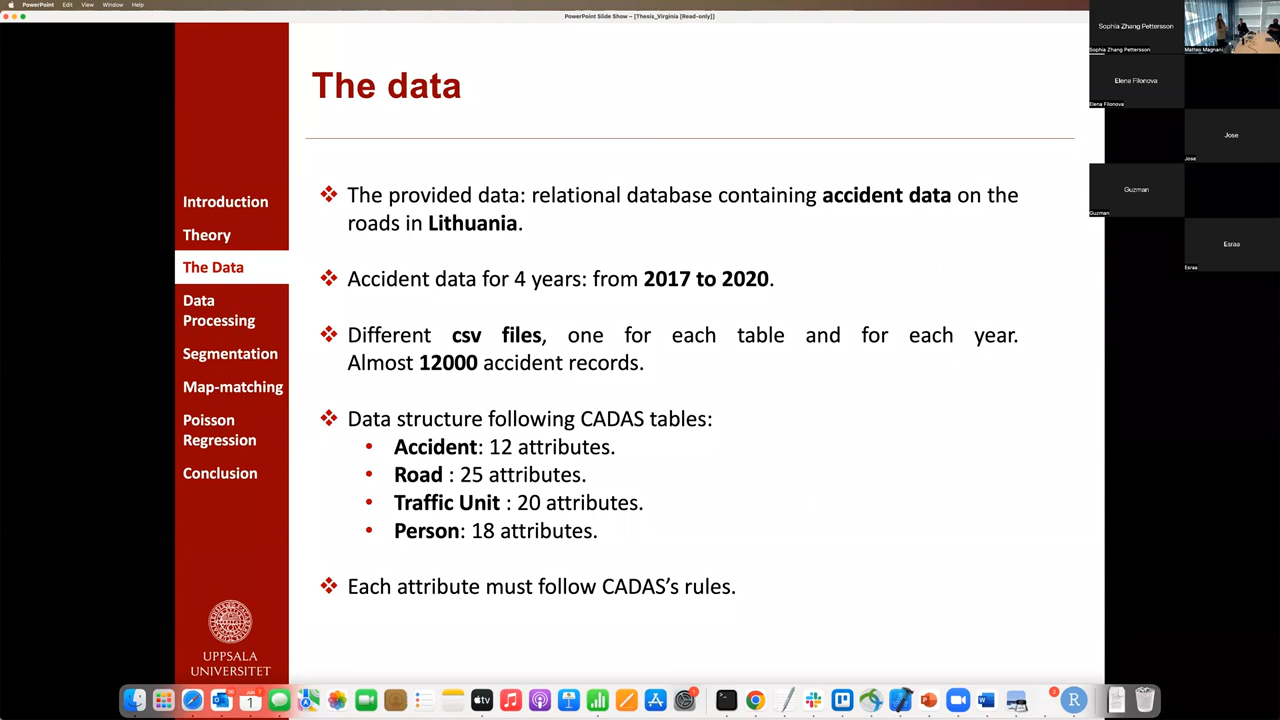 PowerPoint Edit View Window Help
PowerPoint Slide Show – [Thesis_Virginia [Read-only]]
The data
Introduction
Theory
The Data
Data
Processing
Segmentation
Map-matching
Poisson
Regression
Conclusion
UPPSALA
UNIVERSITET
❖ The provided data: relational database containing accident data on the
roads in Lithuania.
❖ Accident data for 4 years: from 2017 to 2020.
❖ Different csv files, one for each table and for each year.
Almost 12000 accident records.
❖ Data structure following CADAS tables:
• Accident: 12 attributes.
• Road : 25 attributes.
• Traffic Unit : 20 attributes.
• Person: 18 attributes.
❖ Each attribute must follow CADAS's rules.
Sophia Zhang Pettersson
Sophia Zhang Pettersson
Matteo Magnani
Elena Filonova
Elena Filonova
Jose
Jose
Guzman
Guzman
Esraa
Esraa
tv
R